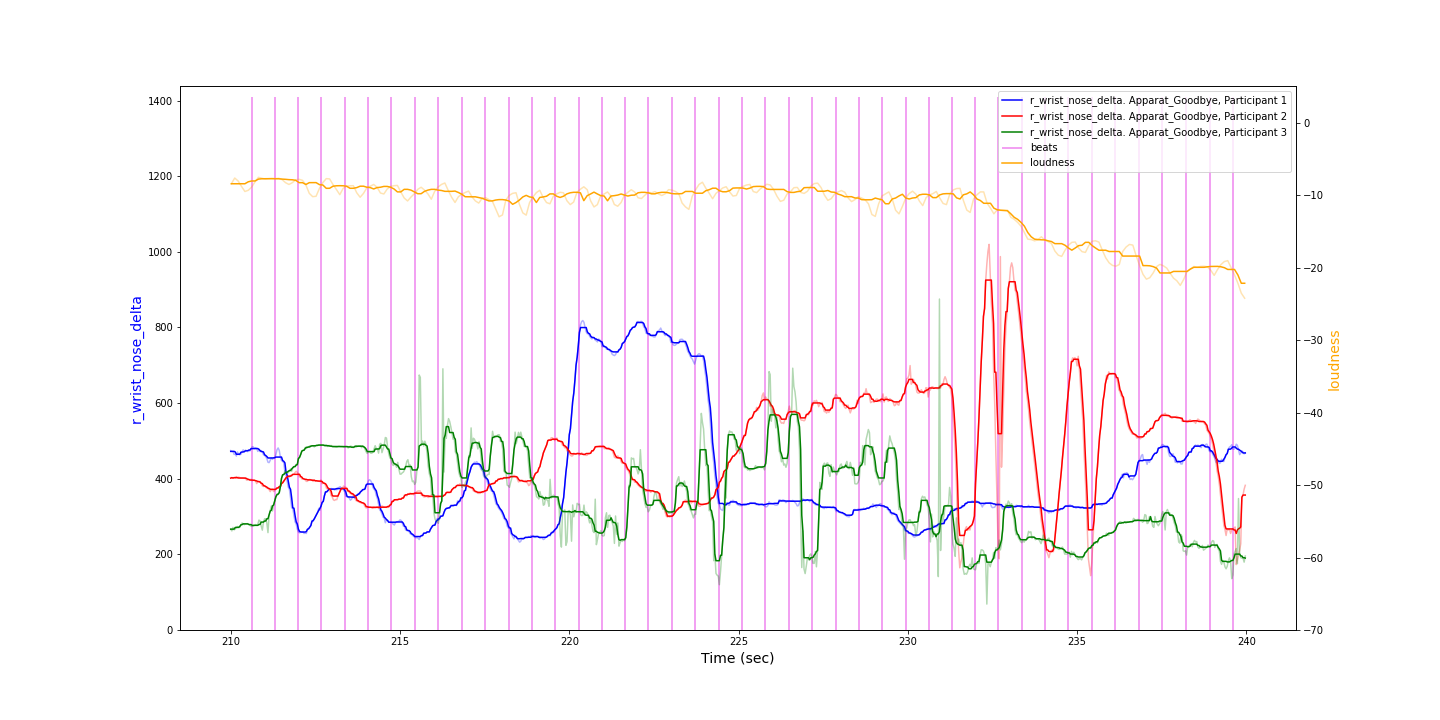 1400
1200
1000
800
600
400
200
0
r_wrist_nose_delta
210
215
220
225
230
235
240
Time (sec)
0
−10
−20
−30
−40
−50
−60
−70
loudness
r_wrist_nose_delta. Apparat_Goodbye, Participant 1
r_wrist_nose_delta. Apparat_Goodbye, Participant 2
r_wrist_nose_delta. Apparat_Goodbye, Participant 3
beats
loudness